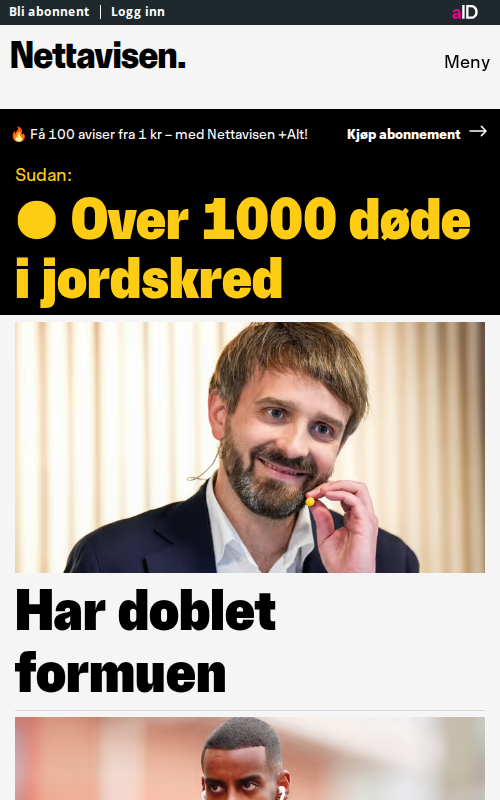 Bli abonnent | Logg inn
aID
Nettavisen.
Meny
🔥 Få 100 aviser fra 1 kr – med Nettavisen +Alt!
Kjøp abonnement →
Sudan:
● Over 1000 døde
i jordskred
Har doblet
formuen